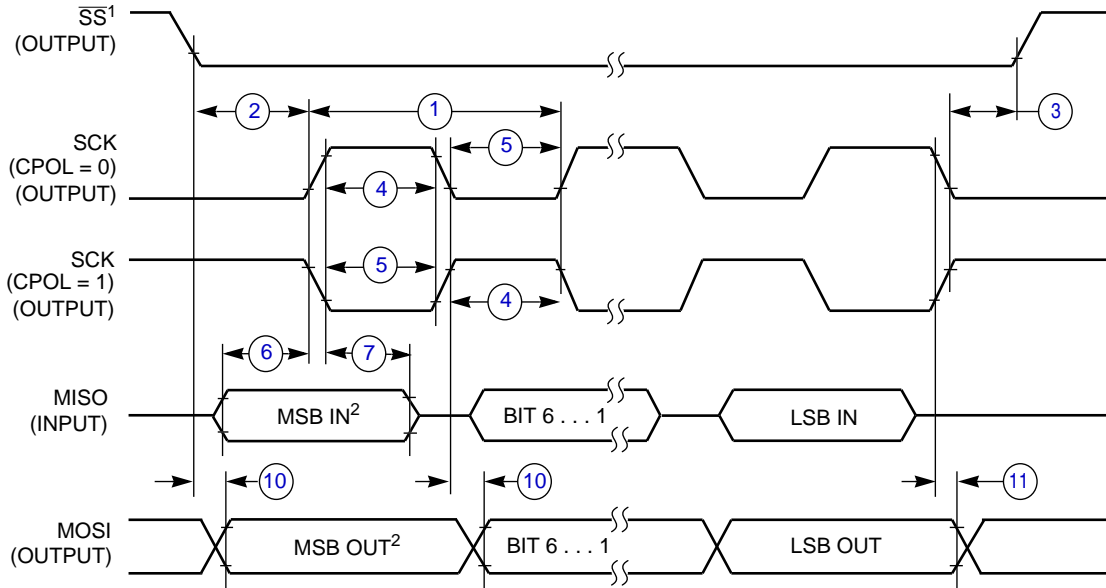 SS¹
(OUTPUT)
2
1
3
SCK
(CPOL = 0)
(OUTPUT)
5
4
SCK
(CPOL = 1)
(OUTPUT)
5
4
6
7
MISO
(INPUT)
MSB IN²
BIT 6 . . . 1
LSB IN
10
10
11
MOSI
(OUTPUT)
MSB OUT²
BIT 6 . . . 1
LSB OUT